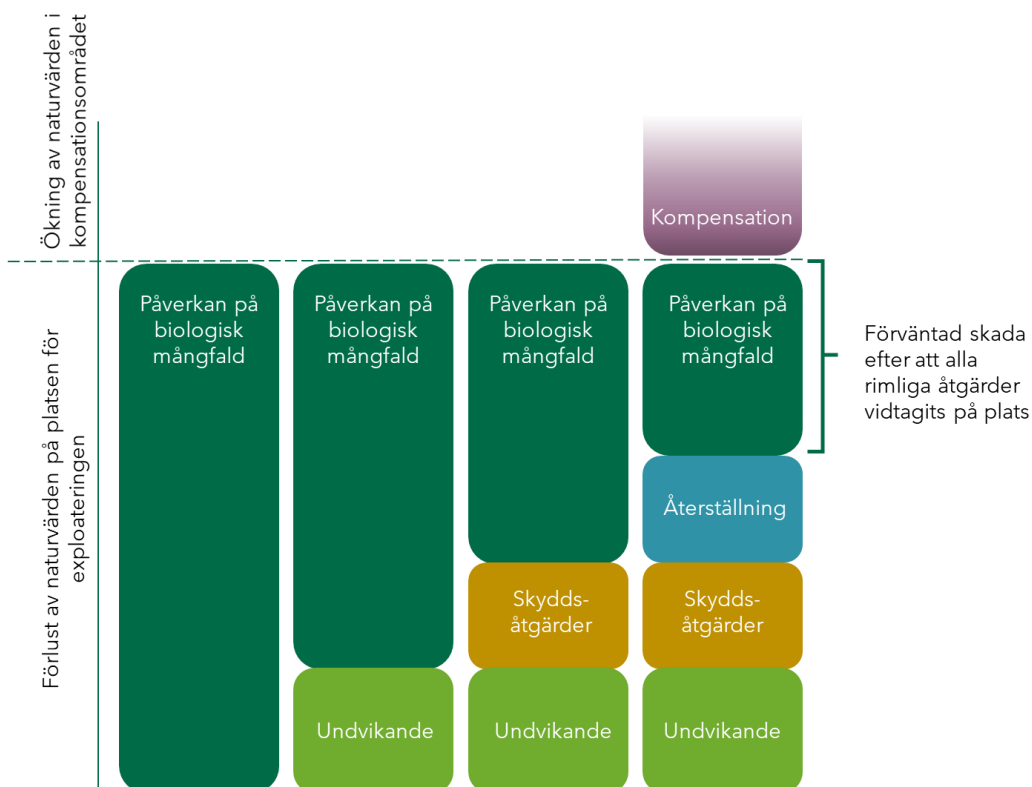 Ökning av naturvärden i
kompensationsområdet
Kompensation
Förlust av naturvärden på platsen för
exploateringen
Påverkan på
biologisk
mångfald
Påverkan på
biologisk
mångfald
Undvikande
Påverkan på
biologisk
mångfald
Skydds-
åtgärder
Undvikande
Påverkan på
biologisk
mångfald
Återställning
Skydds-
åtgärder
Undvikande
Förväntad skada
efter att alla
rimliga åtgärder
vidtagits på plats